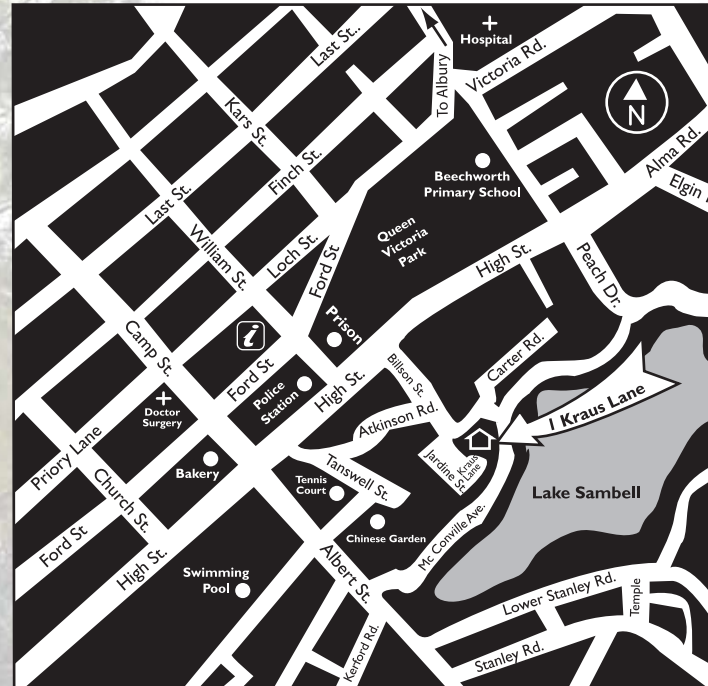 Last St..
Hospital
To Albury
Victoria Rd.
N
Kars St.
Finch St.
Beechworth
Primary School
Alma Rd.
Last St.
William St.
Loch St.
Ford St
Queen
Victoria
Park
High St.
Peach Dr.
i
Prison
Camp St.
Ford St
Police
Station
High St.
Billson St.
Carter Rd.
Doctor
Surgery
Atkinson Rd.
1 Kraus Lane
Priory Lane
Bakery
Tanswell St.
Jardine St
Kraus
Lane
Church St.
Tennis
Court
Lake Sambell
Ford St
High St.
Chinese Garden
Mc Conville Ave.
Swimming
Pool
Albert St.
Lower Stanley Rd.
Temple
Kerford Rd.
Stanley Rd.